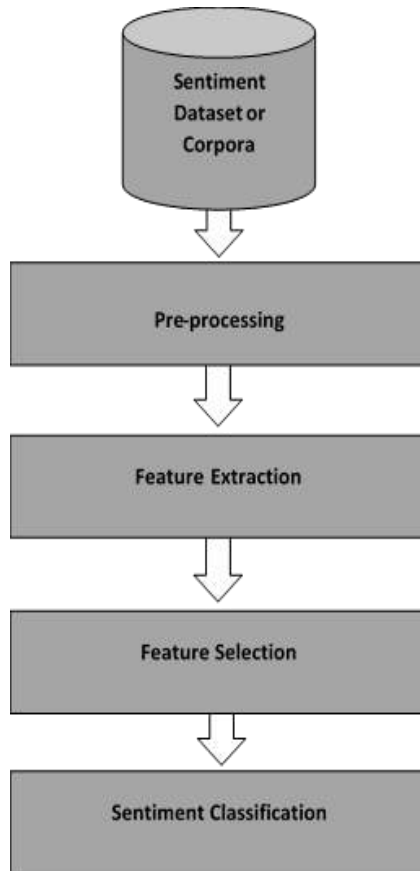 Sentiment
Dataset or
Corpora
Pre-processing
Feature Extraction
Feature Selection
Sentiment Classification